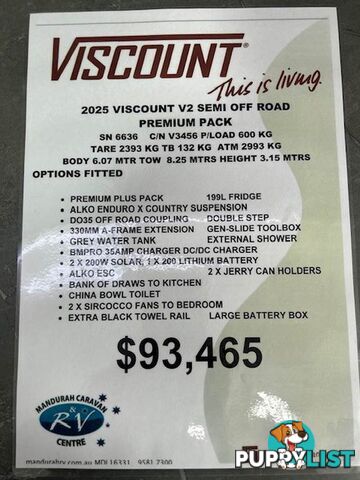 VISCOUNT®
This is living.
2025 VISCOUNT V2 SEMI OFF ROAD
PREMIUM PACK
SN 6636 C/N V3456 P/LOAD 600 KG
TARE 2393 KG TB 132 KG ATM 2993 KG
BODY 6.07 MTR TOW 8.25 MTRS HEIGHT 3.15 MTRS
OPTIONS FITTED
• PREMIUM PLUS PACK 199L FRIDGE
• ALKO ENDURO X COUNTRY SUSPENSION
• DO35 OFF ROAD COUPLING DOUBLE STEP
• 330MM A-FRAME EXTENSION GEN-SLIDE TOOLBOX
• GREY WATER TANK EXTERNAL SHOWER
• BMPRO 35AMP CHARGER DC/DC CHARGER
• 2 X 200W SOLAR, 1 X 200 LITHIUM BATTERY
• ALKO ESC 2 X JERRY CAN HOLDERS
• BANK OF DRAWS TO KITCHEN
• CHINA BOWL TOILET
• 2 X SIRCOCCO FANS TO BEDROOM
• EXTRA BLACK TOWEL RAIL LARGE BATTERY BOX
$93,465
MANDURAH CARAVAN
& RV
CENTRE
mandurahrv.com.au MDL16331 9581 7300
PUPPYLIST